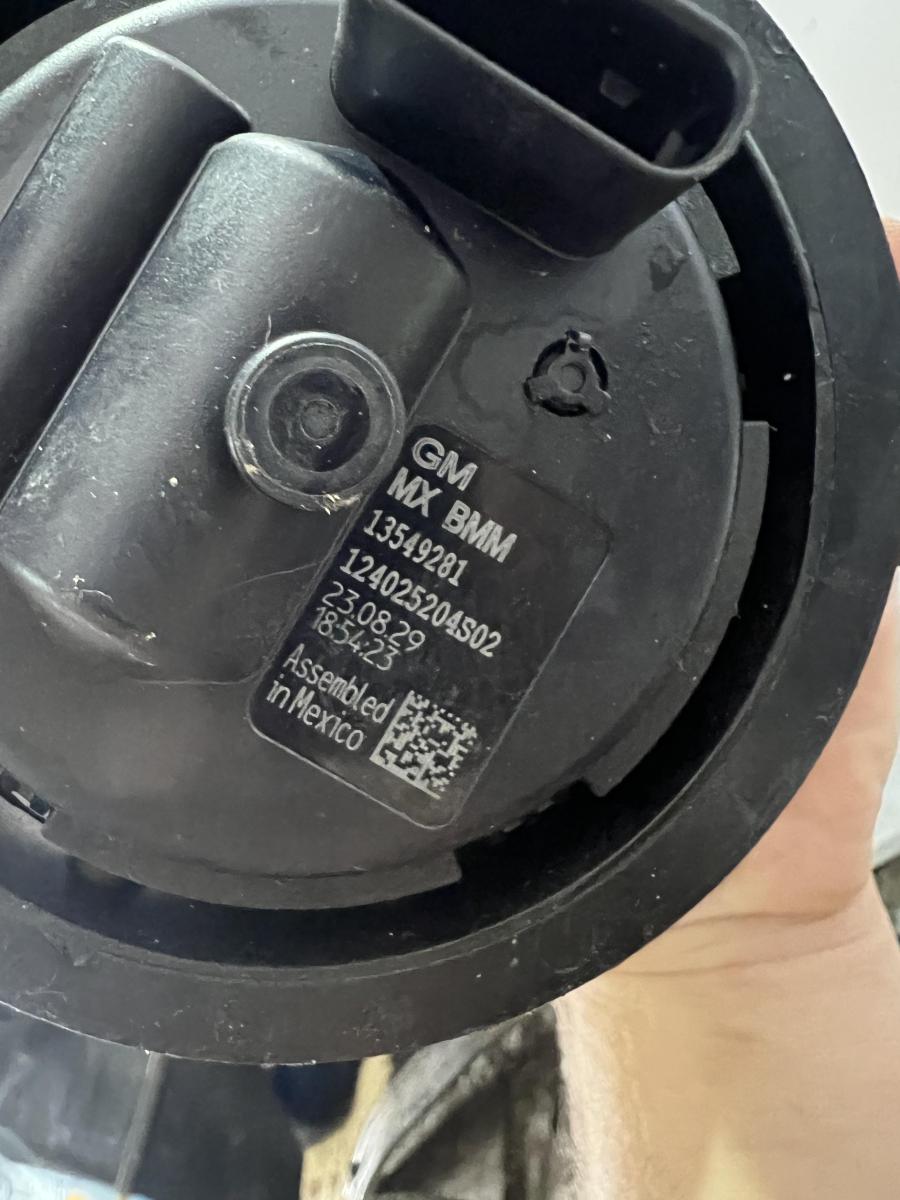 GM
MX BMM
13549281
124025204S02
23.08.29
18:54:23
Assembled
in Mexico